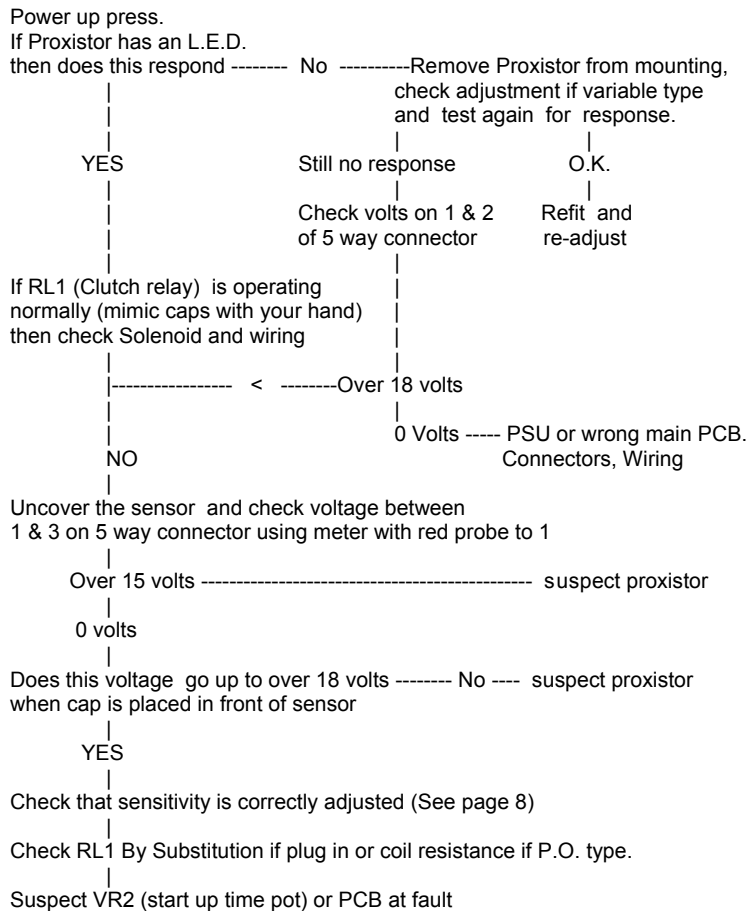 Power up press.
If Proxistor has an L.E.D.
then does this respond -------- No ----------Remove Proxistor from mounting,
check adjustment if variable type
and test again for response.
YES Still no response O.K.
Check volts on 1 & 2 Refit and
of 5 way connector re-adjust
If RL1 (Clutch relay) is operating
normally (mimic caps with your hand)
then check Solenoid and wiring
|----------------- < --------Over 18 volts
0 Volts ----- PSU or wrong main PCB.
NO Connectors, Wiring
Uncover the sensor and check voltage between
1 & 3 on 5 way connector using meter with red probe to 1
Over 15 volts ----------------------------------------------- suspect proxistor
0 volts
Does this voltage go up to over 18 volts -------- No ---- suspect proxistor
when cap is placed in front of sensor
YES
Check that sensitivity is correctly adjusted (See page 8)
Check RL1 By Substitution if plug in or coil resistance if P.O. type.
Suspect VR2 (start up time pot) or PCB at fault